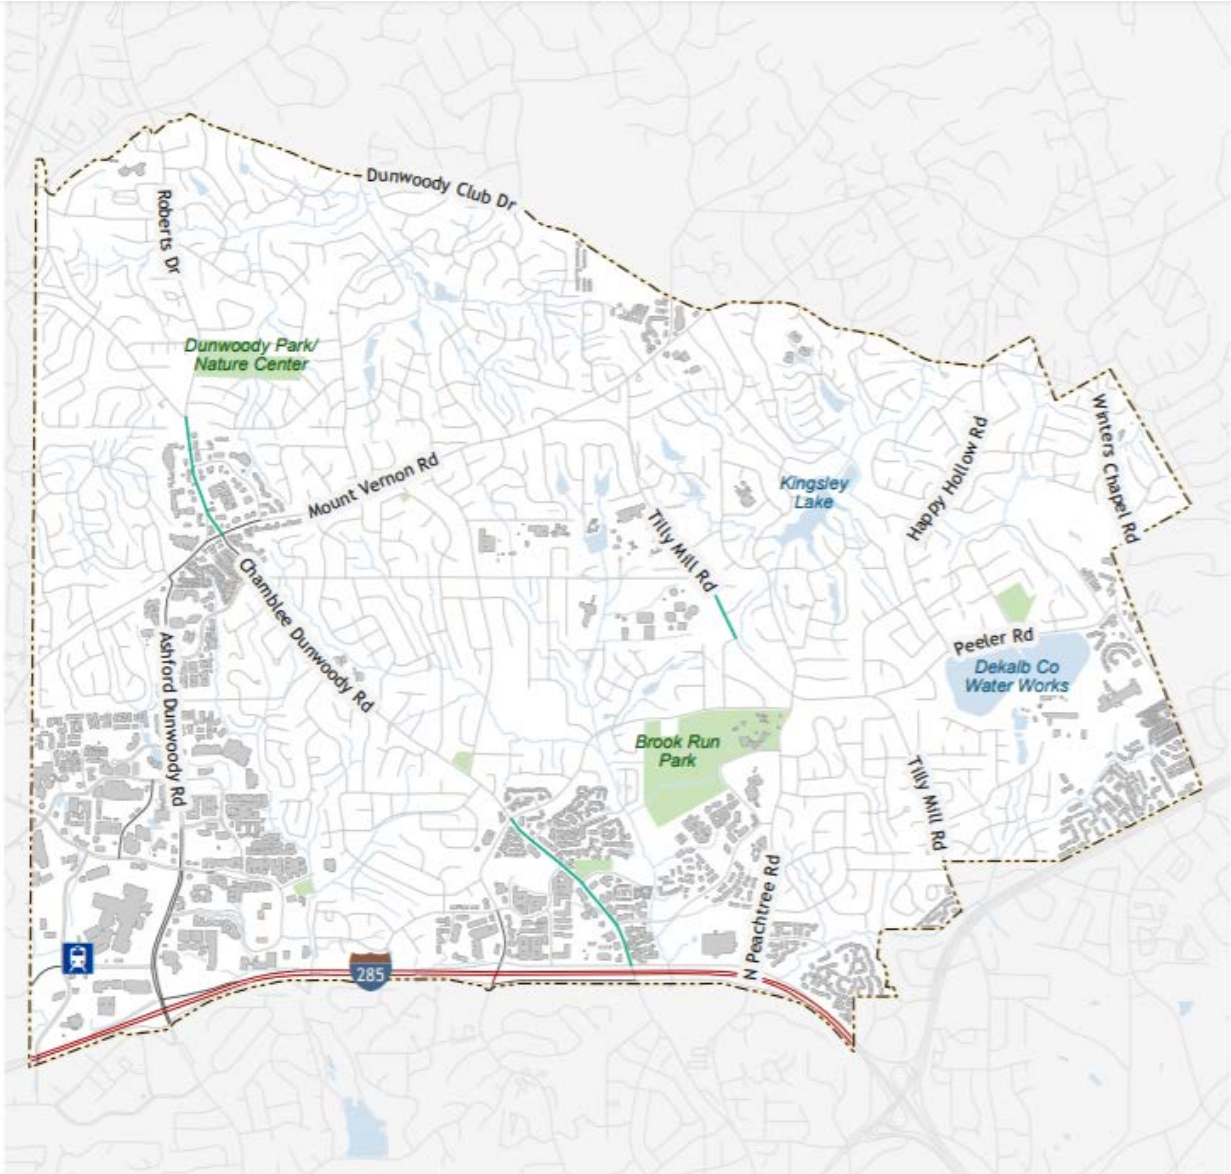 Dunwoody Club Dr
Roberts Dr
Dunwoody Park/
Nature Center
Winters Chapel Rd
Happy Hollow Rd
Mount Vernon Rd
Kingsley
Lake
Tilly Mill Rd
Chamblee Dunwoody Rd
Peeler Rd
Ashford Dunwoody Rd
Dekalb Co
Water Works
Brook Run
Park
Tilly Mill Rd
N Peachtree Rd
285